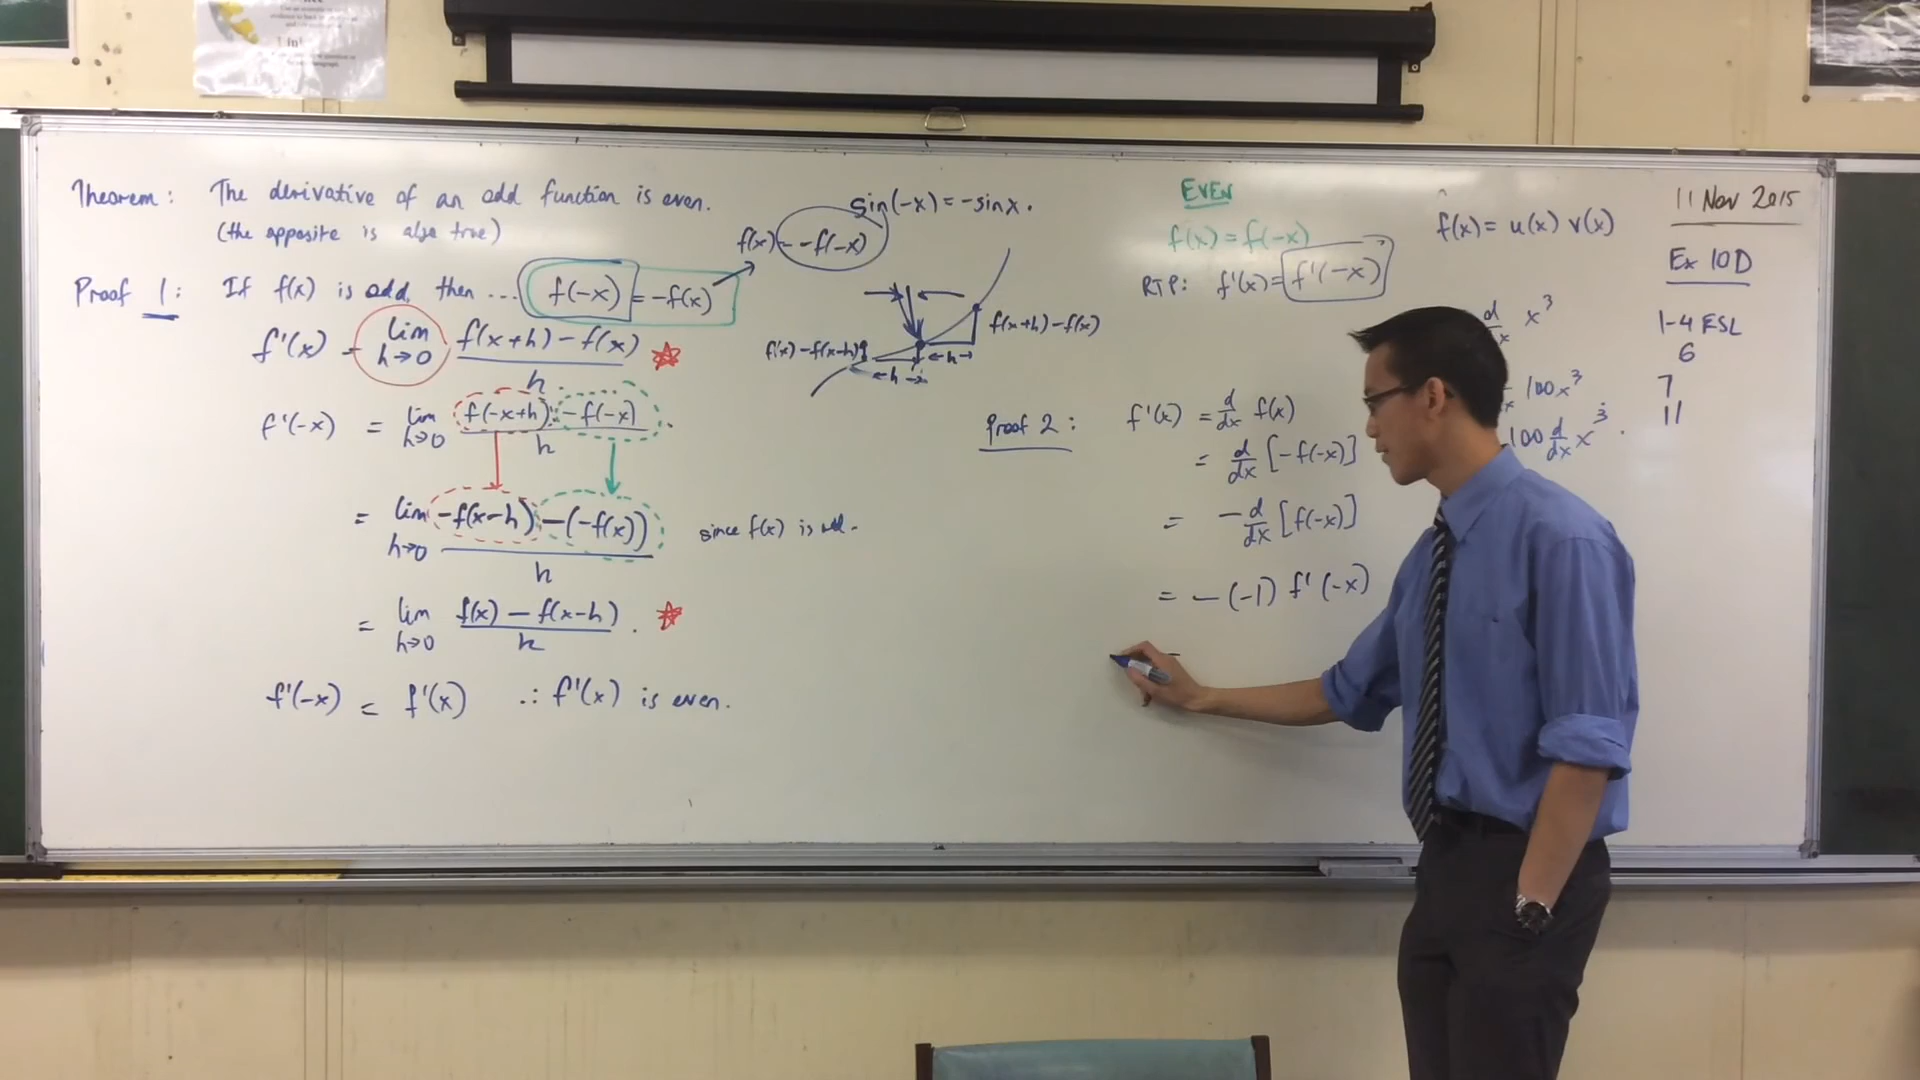 Theorem: The derivative of an odd function is even.
(the opposite is also true)
Proof 1: If f(x) is odd, then ... f(-x) = -f(x)
f(x) = -f(-x)
sin(-x) = -sinx.
f'(x) = lim h→0 f(x+h) - f(x) / h
f'(-x) = lim h→0 f(-x+h) - f(-x) / h
= lim h→0 -f(x-h) - (-f(x)) / h since f(x) is odd.
= lim h→0 f(x) - f(x-h) / h.
f'(-x) = f'(x) ∴ f'(x) is even.
f(x+h) - f(x)
f(x) - f(x-h)
←h→
←h→
EVEN
f(x) = f(-x)
RTP: f'(x) = f'(-x)
Proof 2: f'(x) = d/dx f(x)
= d/dx [-f(-x)]
= -d/dx [f(-x)]
= -(-1) f'(-x)
f(x) = u(x) v(x)
x³
100x³
-100 d/dx x³.
11 Nov 2015
Ex 10D
1-4 ESL
6
7
11